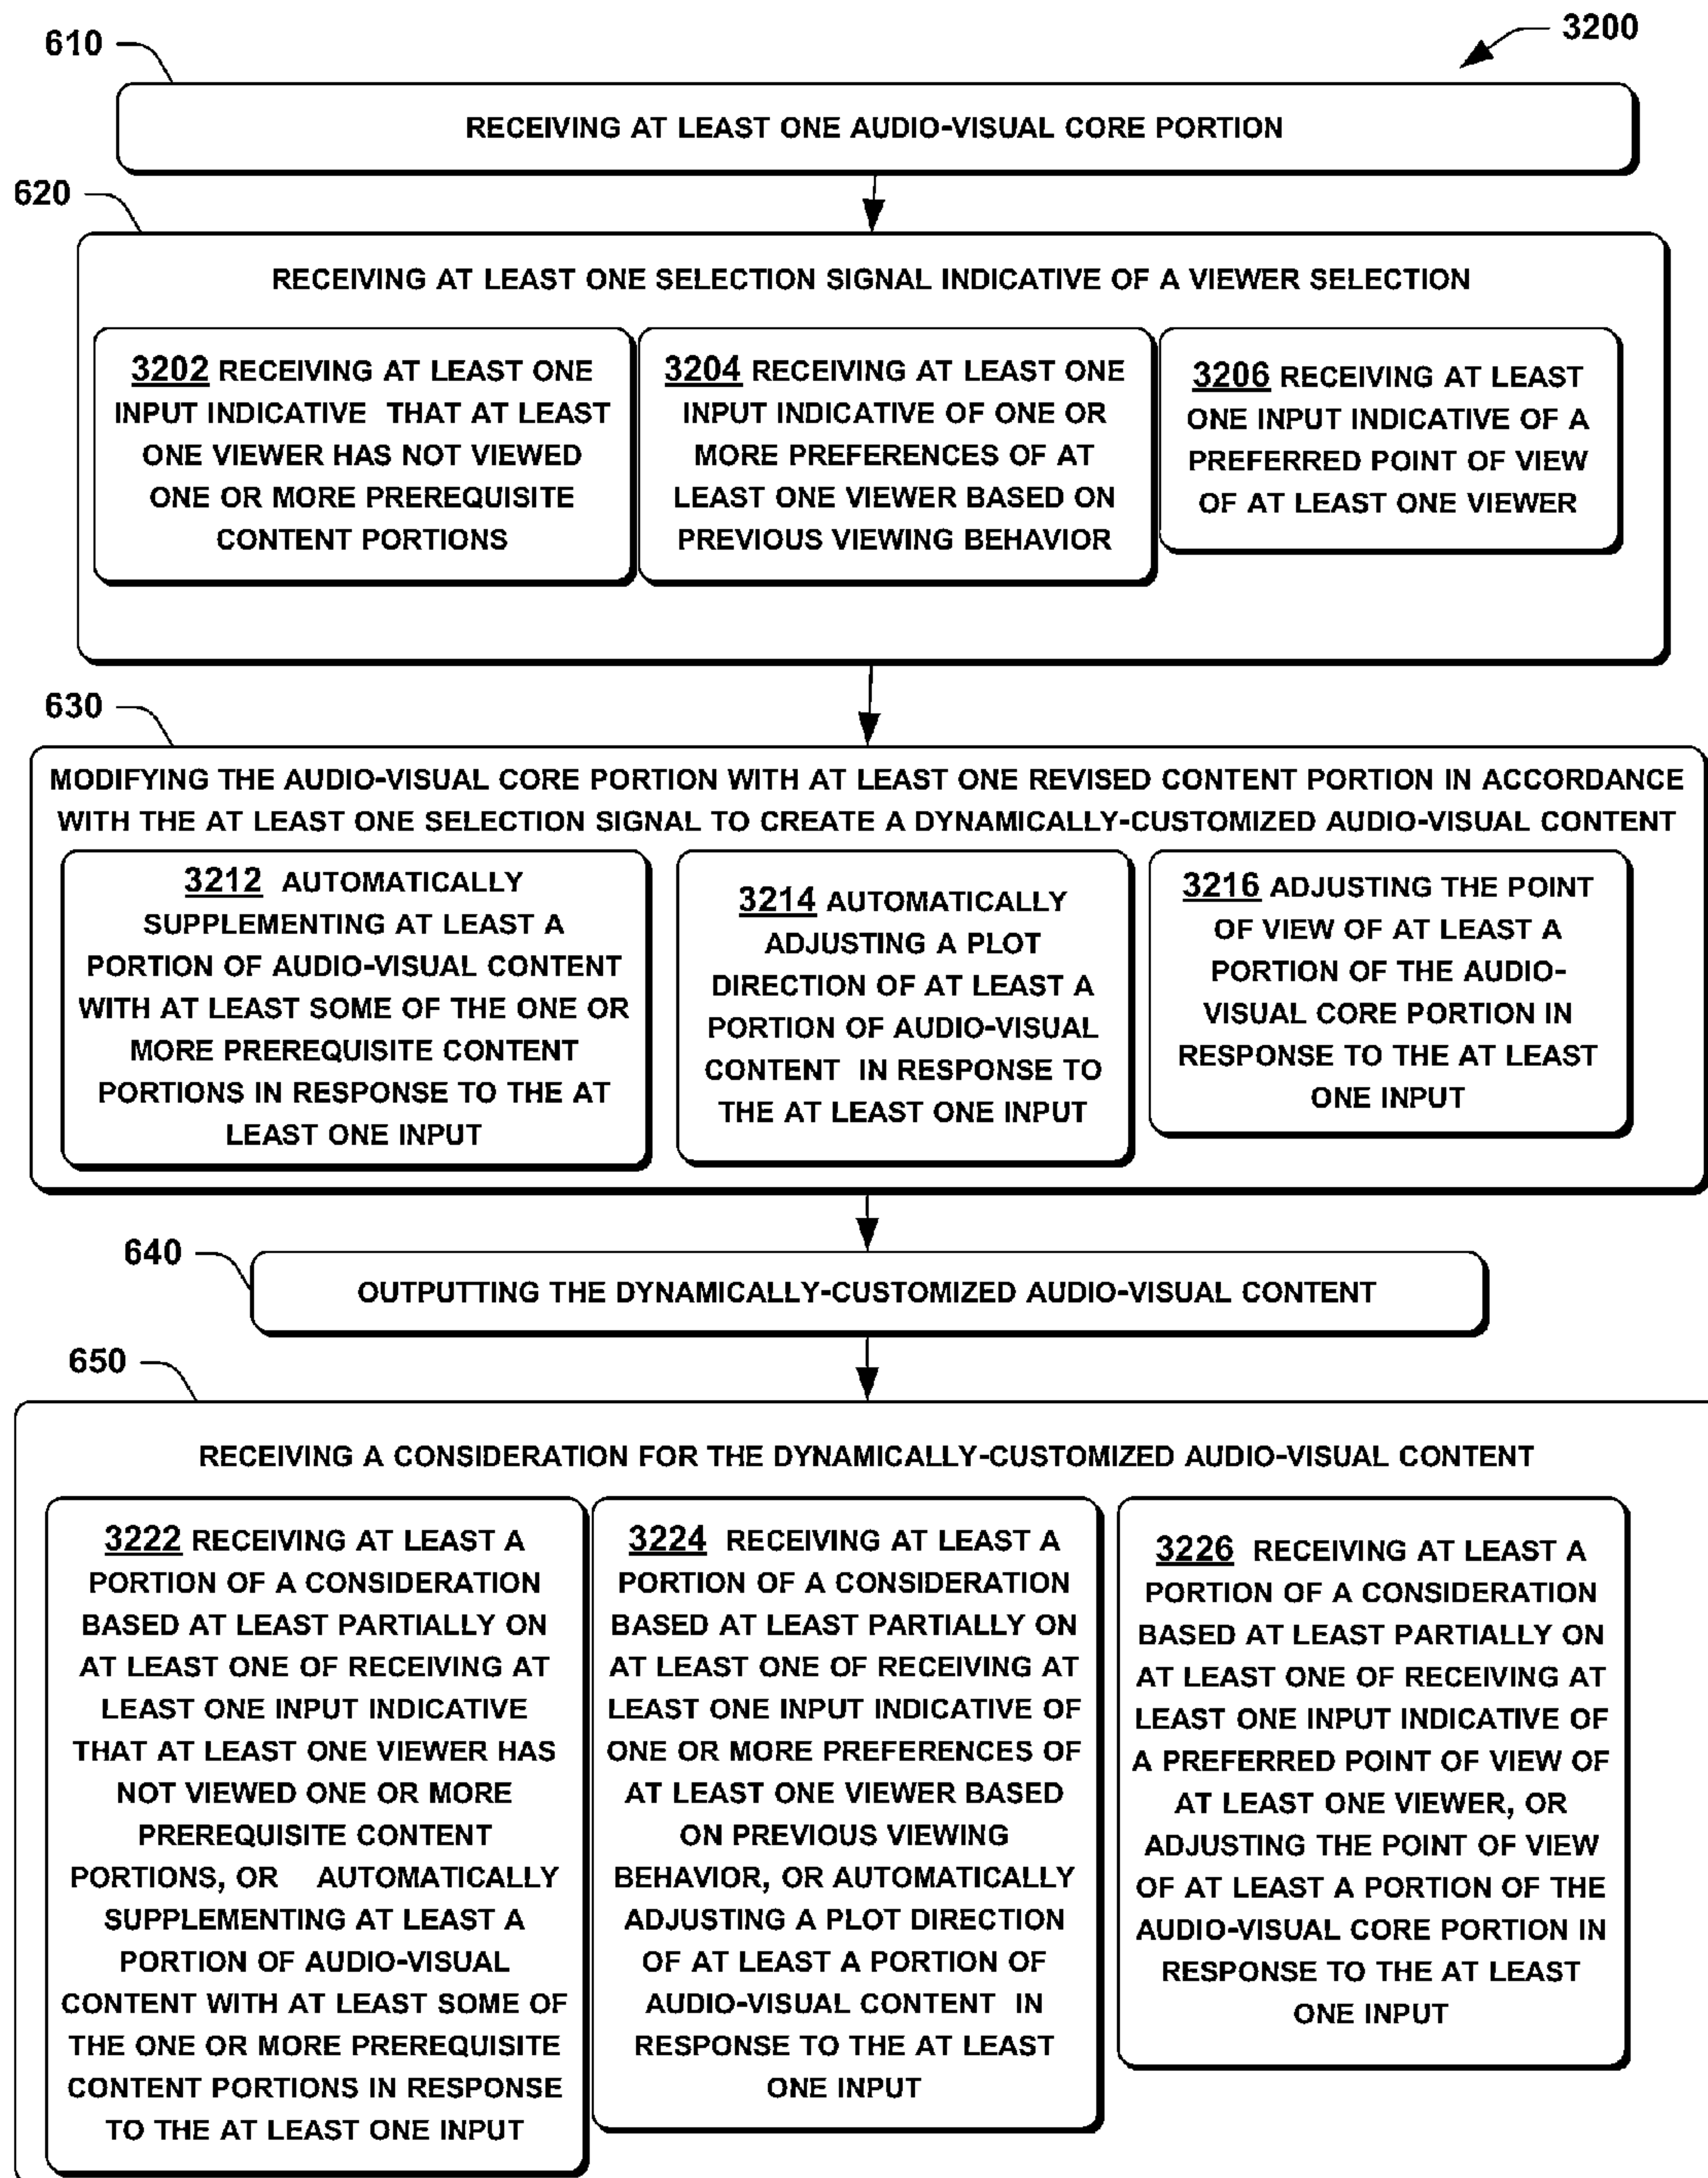 610
3200
RECEIVING AT LEAST ONE AUDIO-VISUAL CORE PORTION
620
RECEIVING AT LEAST ONE SELECTION SIGNAL INDICATIVE OF A VIEWER SELECTION
3202 RECEIVING AT LEAST ONE
INPUT INDICATIVE THAT AT LEAST
ONE VIEWER HAS NOT VIEWED
ONE OR MORE PREREQUISITE
CONTENT PORTIONS
3204 RECEIVING AT LEAST ONE
INPUT INDICATIVE OF ONE OR
MORE PREFERENCES OF AT
LEAST ONE VIEWER BASED ON
PREVIOUS VIEWING BEHAVIOR
3206 RECEIVING AT LEAST
ONE INPUT INDICATIVE OF A
PREFERRED POINT OF VIEW
OF AT LEAST ONE VIEWER
630
MODIFYING THE AUDIO-VISUAL CORE PORTION WITH AT LEAST ONE REVISED CONTENT PORTION IN ACCORDANCE
WITH THE AT LEAST ONE SELECTION SIGNAL TO CREATE A DYNAMICALLY-CUSTOMIZED AUDIO-VISUAL CONTENT
3212 AUTOMATICALLY
SUPPLEMENTING AT LEAST A
PORTION OF AUDIO-VISUAL CONTENT
WITH AT LEAST SOME OF THE ONE OR
MORE PREREQUISITE CONTENT
PORTIONS IN RESPONSE TO THE AT
LEAST ONE INPUT
3214 AUTOMATICALLY
ADJUSTING A PLOT
DIRECTION OF AT LEAST A
PORTION OF AUDIO-VISUAL
CONTENT IN RESPONSE TO
THE AT LEAST ONE INPUT
3216 ADJUSTING THE POINT
OF VIEW OF AT LEAST A
PORTION OF THE AUDIO-
VISUAL CORE PORTION IN
RESPONSE TO THE AT LEAST
ONE INPUT
640
OUTPUTTING THE DYNAMICALLY-CUSTOMIZED AUDIO-VISUAL CONTENT
650
RECEIVING A CONSIDERATION FOR THE DYNAMICALLY-CUSTOMIZED AUDIO-VISUAL CONTENT
3222 RECEIVING AT LEAST A
PORTION OF A CONSIDERATION
BASED AT LEAST PARTIALLY ON
AT LEAST ONE OF RECEIVING AT
LEAST ONE INPUT INDICATIVE
THAT AT LEAST ONE VIEWER HAS
NOT VIEWED ONE OR MORE
PREREQUISITE CONTENT
PORTIONS, OR AUTOMATICALLY
SUPPLEMENTING AT LEAST A
PORTION OF AUDIO-VISUAL
CONTENT WITH AT LEAST SOME OF
THE ONE OR MORE PREREQUISITE
CONTENT PORTIONS IN RESPONSE
TO THE AT LEAST ONE INPUT
3224 RECEIVING AT LEAST A
PORTION OF A CONSIDERATION
BASED AT LEAST PARTIALLY ON
AT LEAST ONE OF RECEIVING AT
LEAST ONE INPUT INDICATIVE OF
ONE OR MORE PREFERENCES OF
AT LEAST ONE VIEWER BASED
ON PREVIOUS VIEWING
BEHAVIOR, OR AUTOMATICALLY
ADJUSTING A PLOT DIRECTION
OF AT LEAST A PORTION OF
AUDIO-VISUAL CONTENT IN
RESPONSE TO THE AT LEAST
ONE INPUT
3226 RECEIVING AT LEAST A
PORTION OF A CONSIDERATION
BASED AT LEAST PARTIALLY ON
AT LEAST ONE OF RECEIVING AT
LEAST ONE INPUT INDICATIVE OF
A PREFERRED POINT OF VIEW OF
AT LEAST ONE VIEWER, OR
ADJUSTING THE POINT OF VIEW
OF AT LEAST A PORTION OF THE
AUDIO-VISUAL CORE PORTION IN
RESPONSE TO THE AT LEAST
ONE INPUT